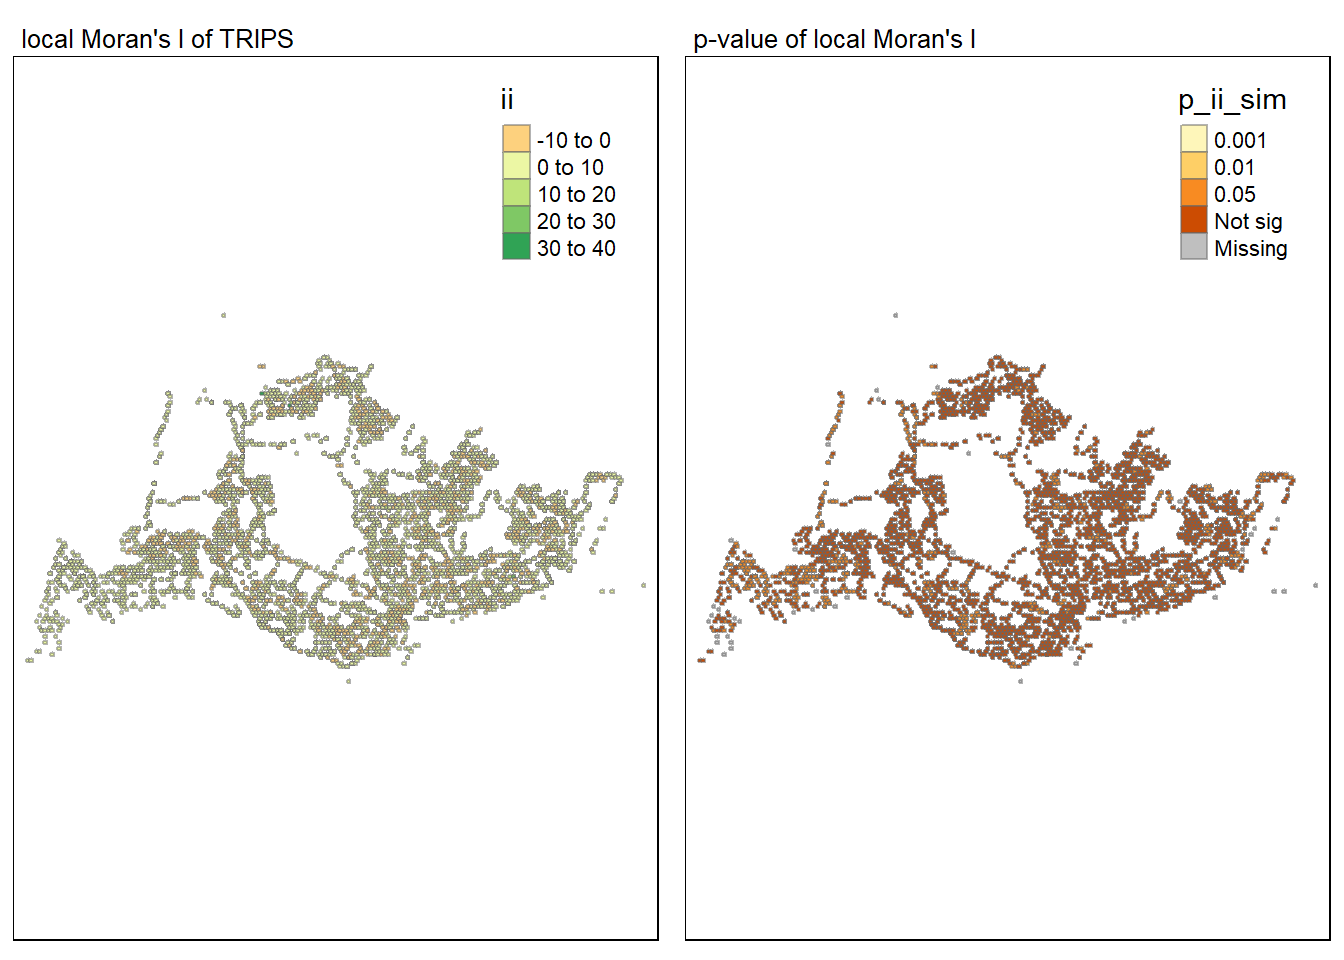 local Moran's I of TRIPS
ii
-10 to 0
0 to 10
10 to 20
20 to 30
30 to 40
p-value of local Moran's I
p_ii_sim
0.001
0.01
0.05
Not sig
Missing